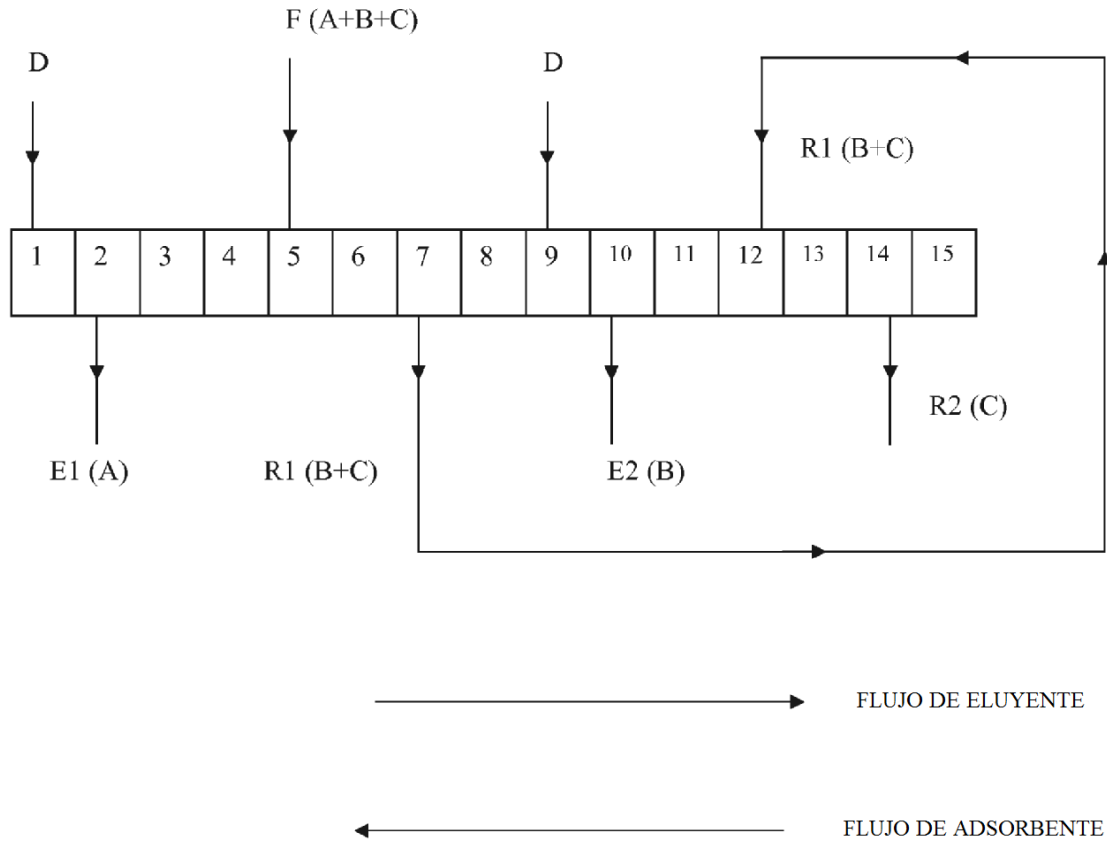 F (A+B+C)
D
D
R1 (B+C)
1 2 3 4 5 6 7 8 9 10 11 12 13 14 15
R2 (C)
E1 (A)
R1 (B+C)
E2 (B)
FLUJO DE ELUYENTE
FLUJO DE ADSORBENTE